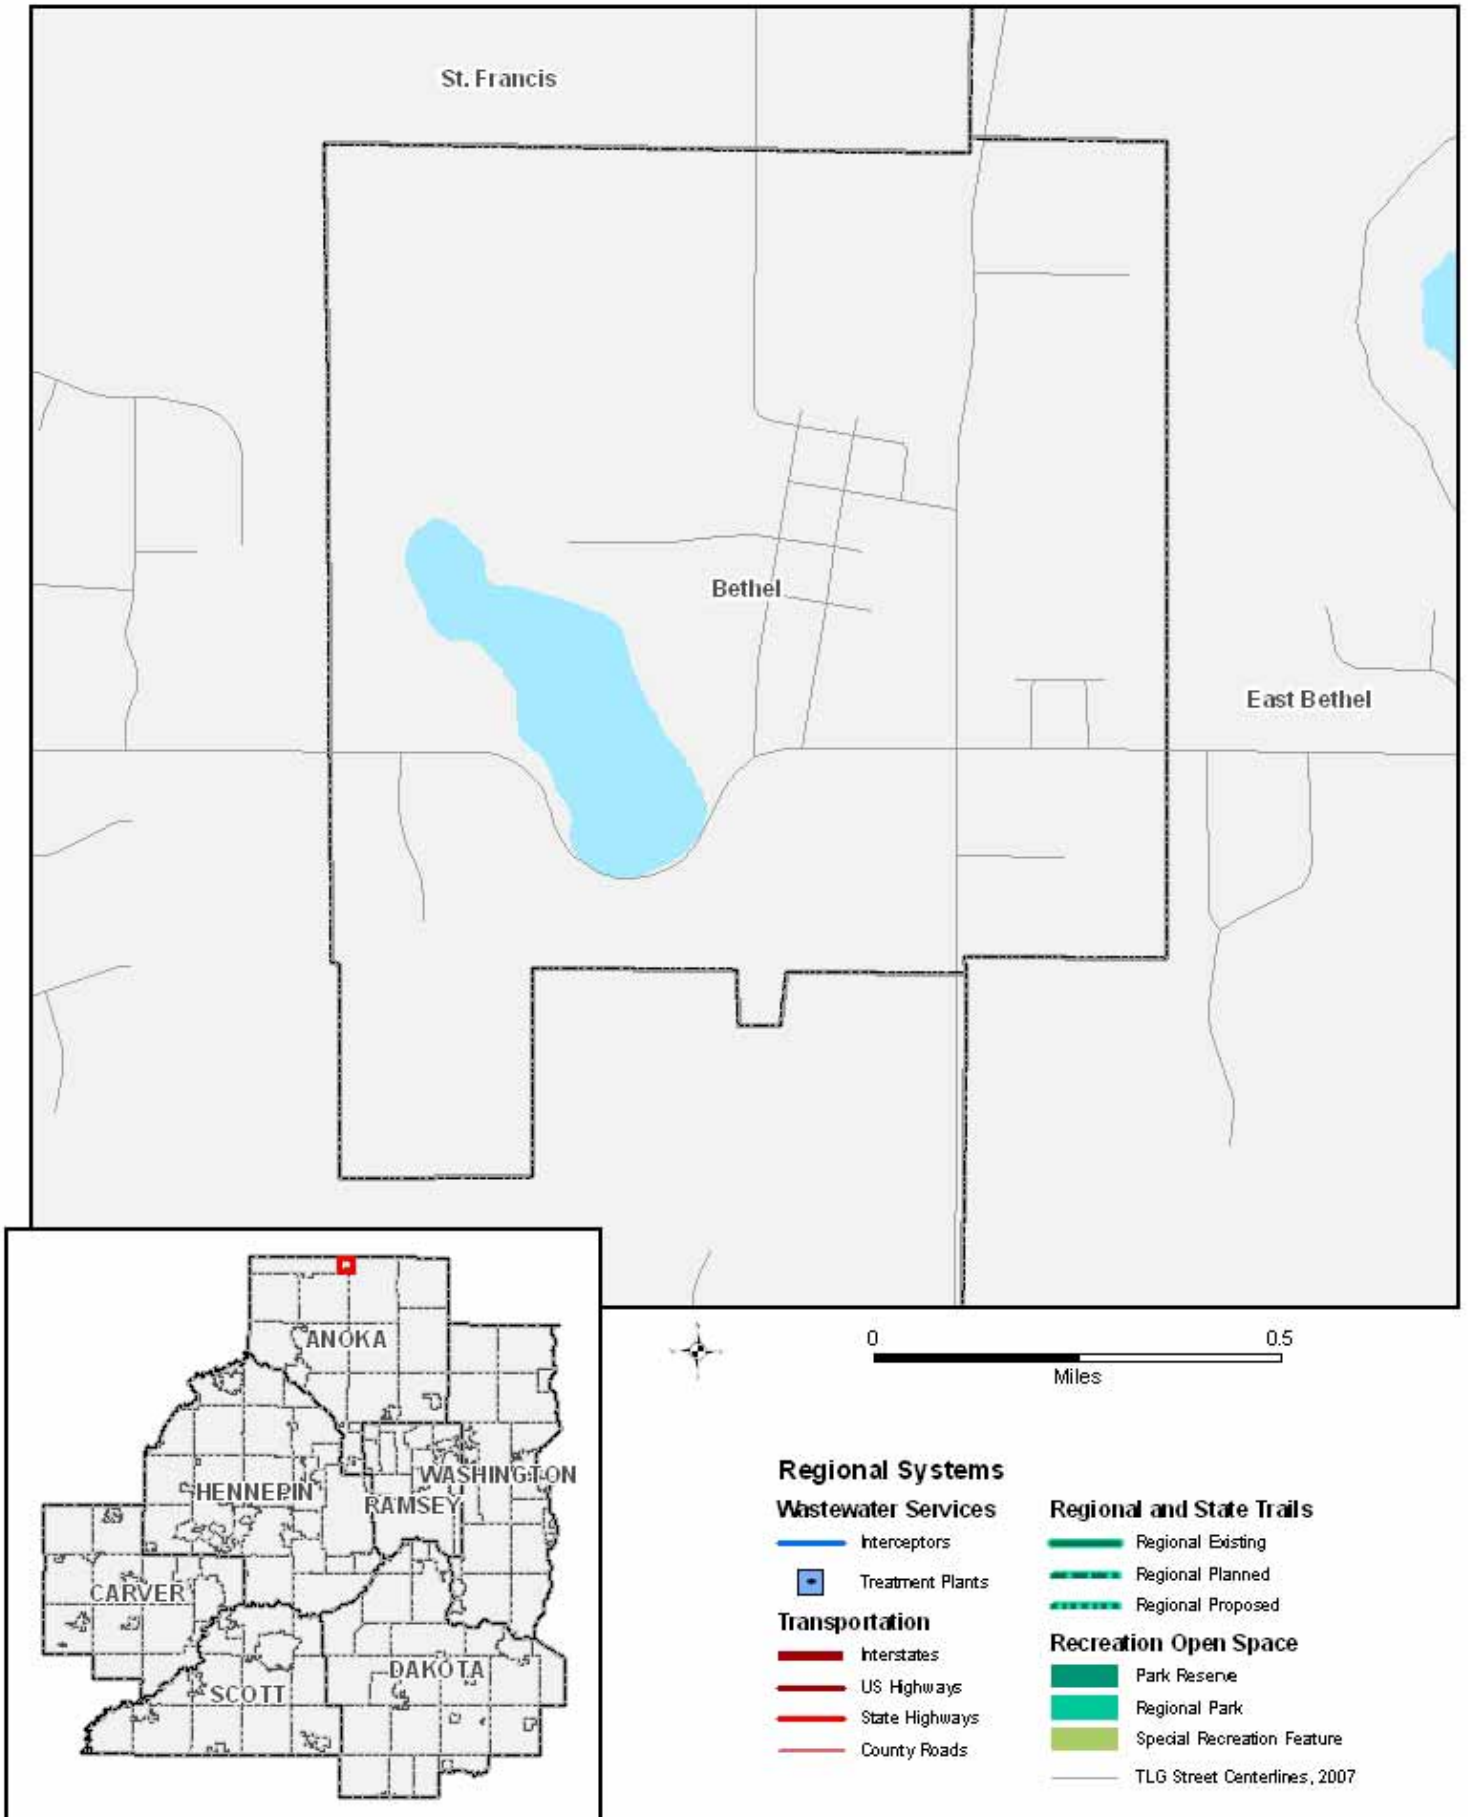 St. Francis
Bethel
East Bethel
ANOKA
HENNEPIN
WASHINGTON
RAMSEY
CARVER
DAKOTA
SCOTT
0 0.5
Miles
Regional Systems
Wastewater Services
Interceptors
Treatment Plants
Transportation
Interstates
US Highways
State Highways
County Roads
Regional and State Trails
Regional Existing
Regional Planned
Regional Proposed
Recreation Open Space
Park Reserve
Regional Park
Special Recreation Feature
TLG Street Centerlines, 2007